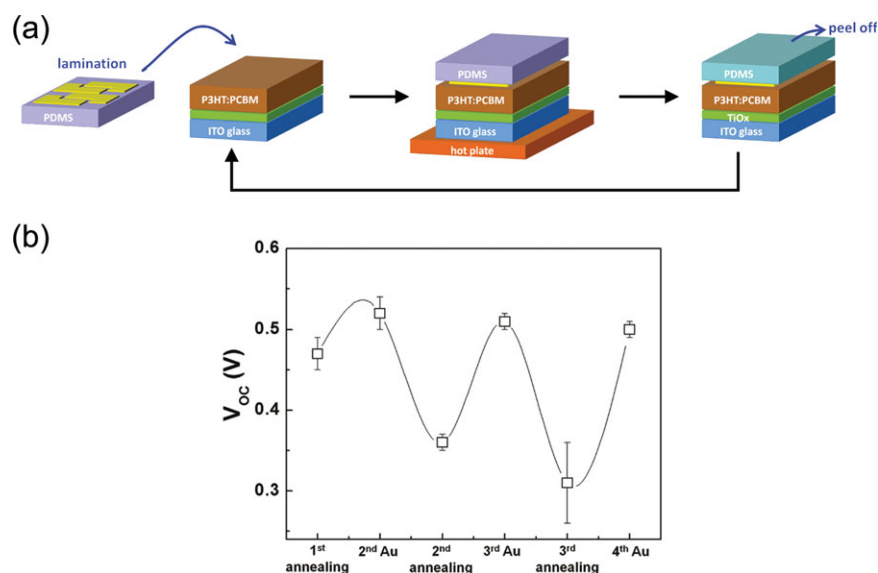 (a)
lamination
PDMS
P3HT:PCBM
ITO glass
PDMS
P3HT:PCBM
ITO glass
hot plate
peel off
PDMS
P3HT:PCBM
TiOx
ITO glass
(b)
0.6
0.5
0.4
0.3
VOC (V)
1st annealing
2nd Au
2nd annealing
3rd Au
3rd annealing
4th Au